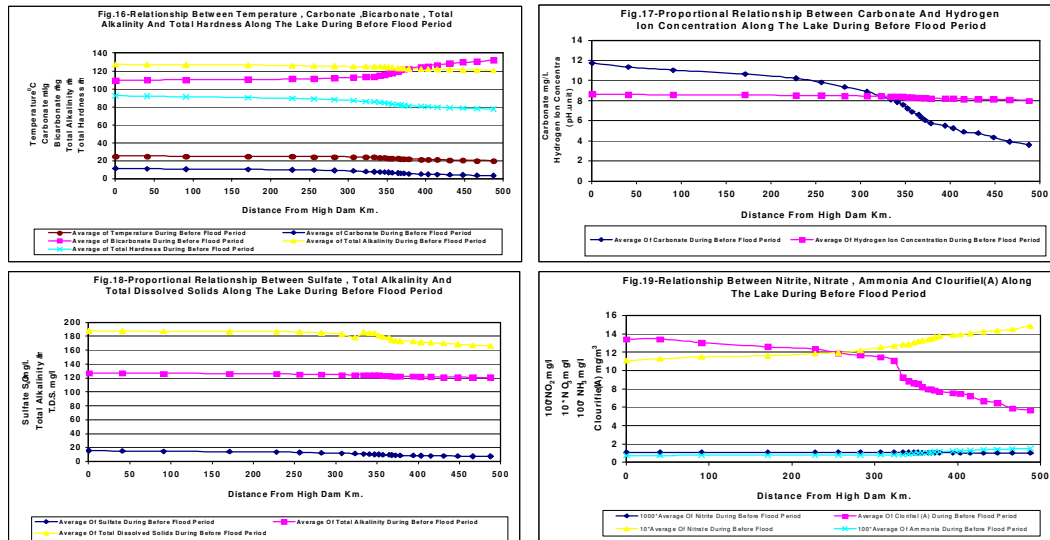 Fig.16-Relationship Between Temperature , Carbonate ,Bicarbonate , Total
Alkalinity And Total Hardness Along The Lake During Before Flood Period
140
120
100
80
60
40
20
0
0 50 100 150 200 250 300 350 400 450 500
Distance From High Dam Km.
Average of Temperature During Before Flood Period
Average of Carbonate During Before Flood Period
Average of Bicarbonate During Before Flood Period
Average of Total Alkalinity During Before Flood Period
Average of Total Hardness During Before Flood Period
Fig.17-Proportional Relationship Between Carbonate And Hydrogen
Ion Concentration Along The Lake During Before Flood Period
Carbonate mg/L
Hydrogen Ion Concentra
(pH.unit)
14
12
10
8
6
4
2
0
0 50 100 150 200 250 300 350 400 450 500
Distance From High Dam Km.
Average Of Carbonate During Before Flood Period
Average Of Hydrogen Ion Concentration During Before Flood Period
Fig.18-Proportional Relationship Between Sulfate , Total Alkalinity And
Total Dissolved Solids Along The Lake During Before Flood Period
T.D.S. mg/l
200
180
160
140
120
100
80
60
40
20
0
0 50 100 150 200 250 300 350 400 450 500
Distance From High Dam Km.
Average Of Sulfate During Before Flood Period
Average Of Total Alkalinity During Before Flood Period
Average Of Total Dissolved Solids During Before Flood Period
Fig.19-Relationship Between Nitrite, Nitrate , Ammonia And Clourifiel(A) Along
The Lake During Before Flood Period
16
14
12
10
8
6
4
2
0
0 100 200 300 400 500
Distance From High Dam Km.
1000*Average Of Nitrite During Before Flood Period
Average Of Clorifiel (A) During Before Flood Period
10*Average Of Nitrate During Before Flood
100*Average Of Ammonia During Before Flood Period